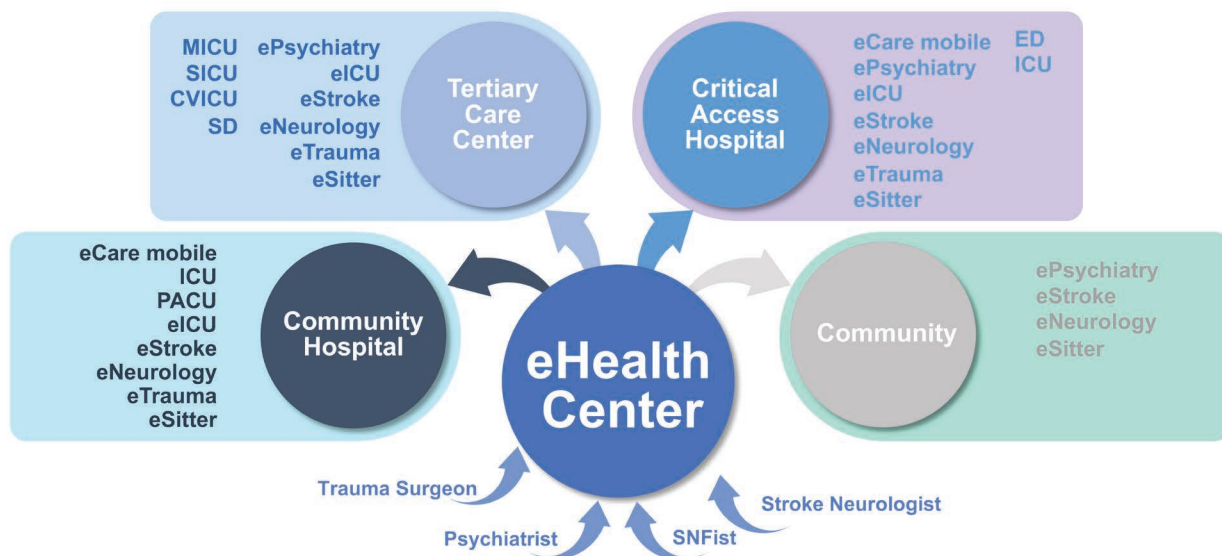 MICU ePsychiatry
SICU eICU
CVICU eStroke
SD eNeurology
eTrauma
eSitter
Tertiary
Care
Center
Critical
Access
Hospital
eCare mobile ED
ePsychiatry ICU
eICU
eStroke
eNeurology
eTrauma
eSitter
eCare mobile
ICU
PACU
eICU
eStroke
eNeurology
eTrauma
eSitter
Community
Hospital
eHealth
Center
Community
ePsychiatry
eStroke
eNeurology
eSitter
Trauma Surgeon
Psychiatrist
SNFist
Stroke Neurologist